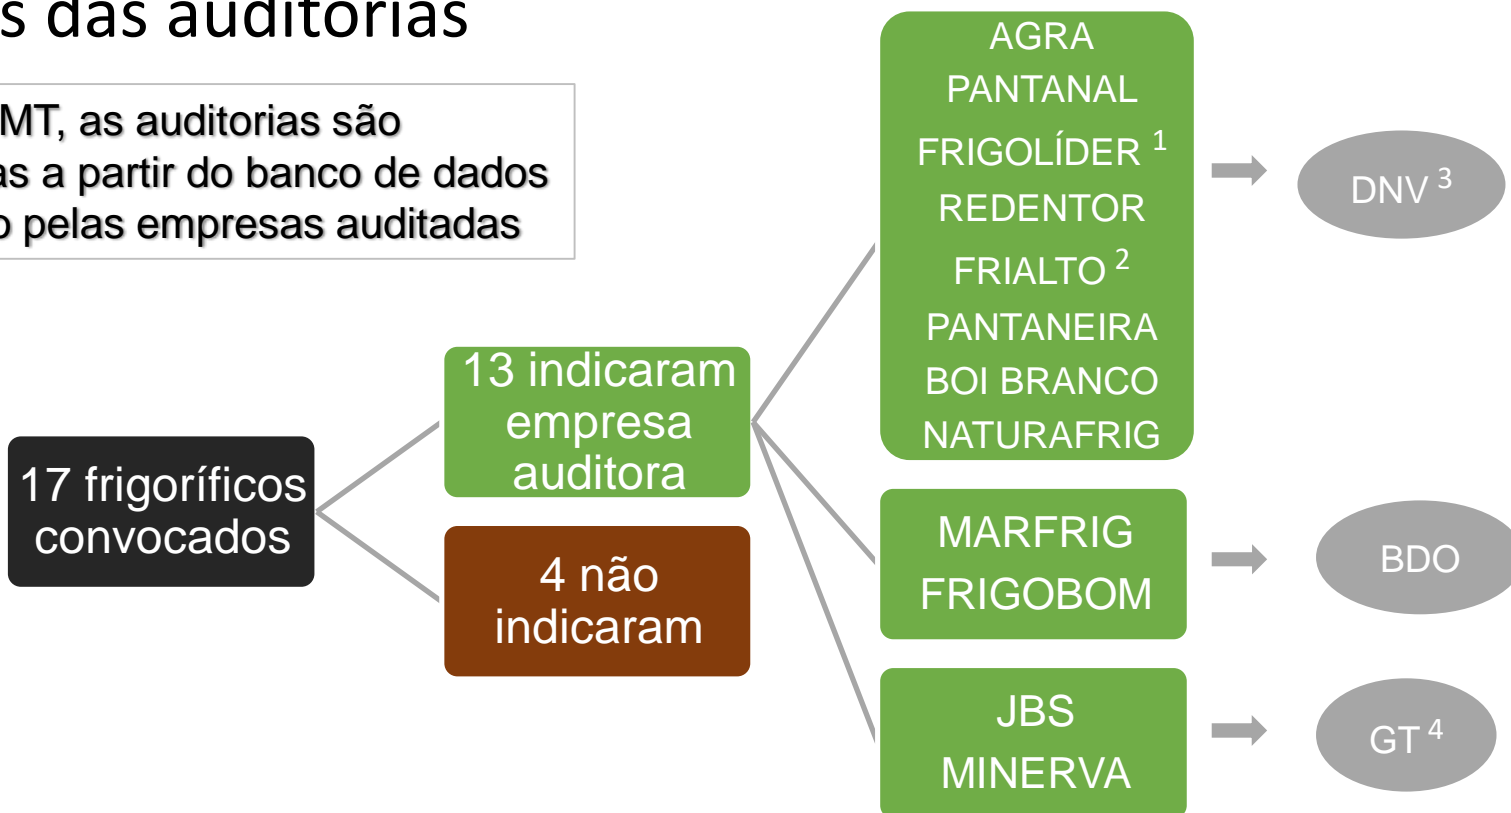 s das auditorias
MT, as auditorias são
as a partir do banco de dados
o pelas empresas auditadas
17 frigoríficos
convocados
13 indicaram
empresa
auditora
4 não
indicaram
AGRA
PANTANAL
FRIGOLÍDER 1
REDENTOR
FRIALTO 2
PANTANEIRA
BOI BRANCO
NATURAFRIG
DNV 3
MARFRIG
FRIGOBOM
BDO
JBS
MINERVA
GT 4